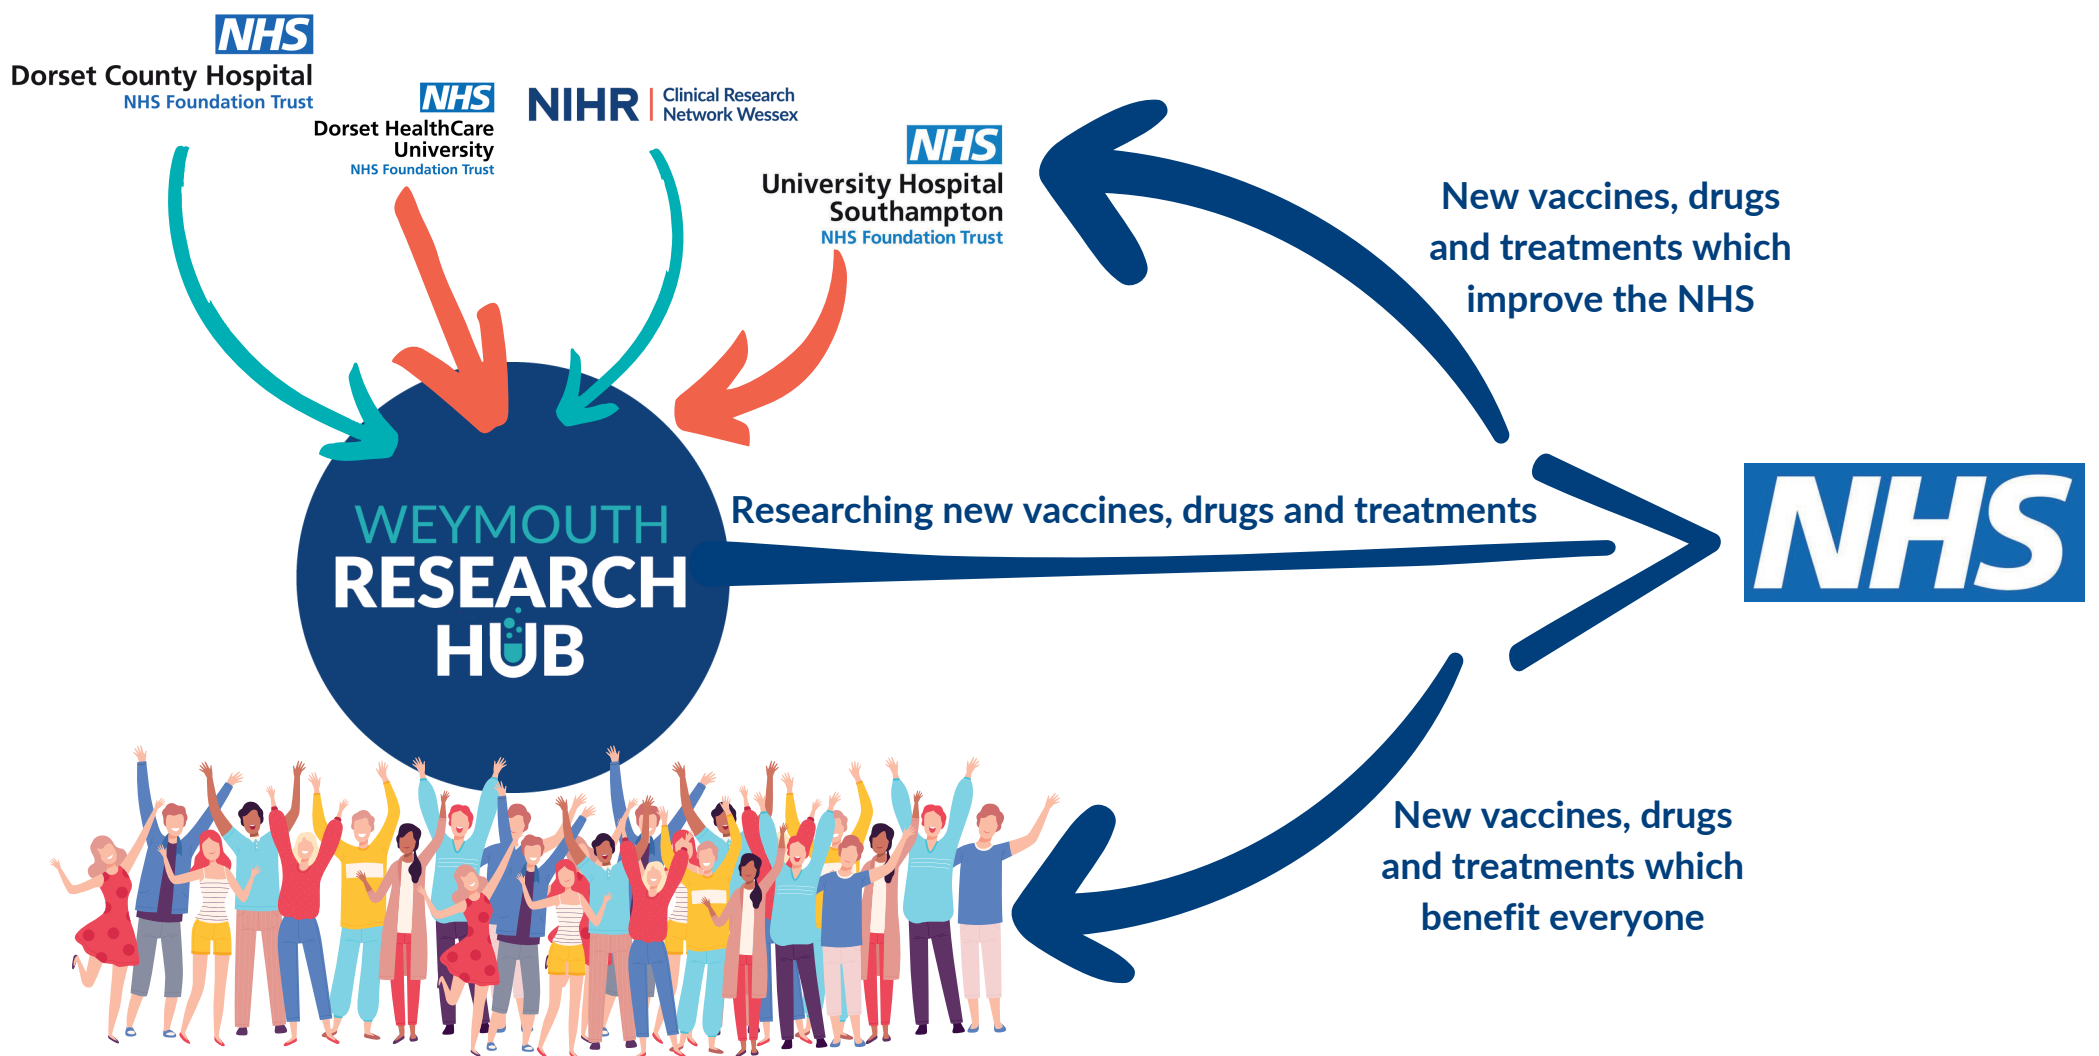 NHS
Dorset County Hospital
NHS Foundation Trust
NHS
Dorset HealthCare
University
NHS Foundation Trust
NIHR | Clinical Research
Network Wessex
NHS
University Hospital
Southampton
NHS Foundation Trust
New vaccines, drugs
and treatments which
improve the NHS
WEYMOUTH
RESEARCH
HUB
Researching new vaccines, drugs and treatments
NHS
New vaccines, drugs
and treatments which
benefit everyone